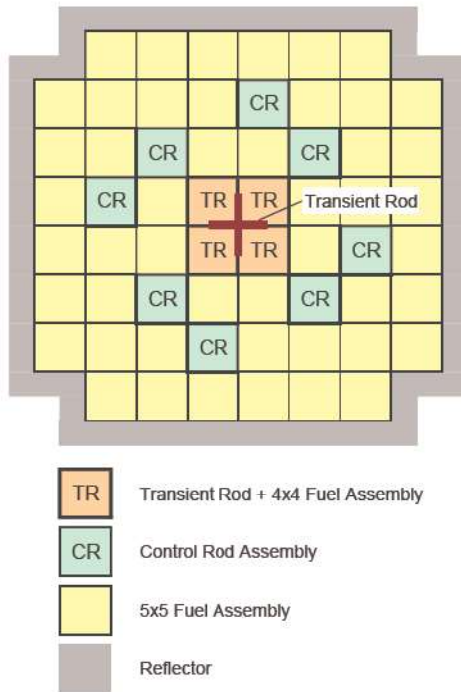 CR
CR CR
CR TR TR
Transient Rod
TR TR CR
CR CR
CR
TR Transient Rod + 4x4 Fuel Assembly
CR Control Rod Assembly
5x5 Fuel Assembly
Reflector